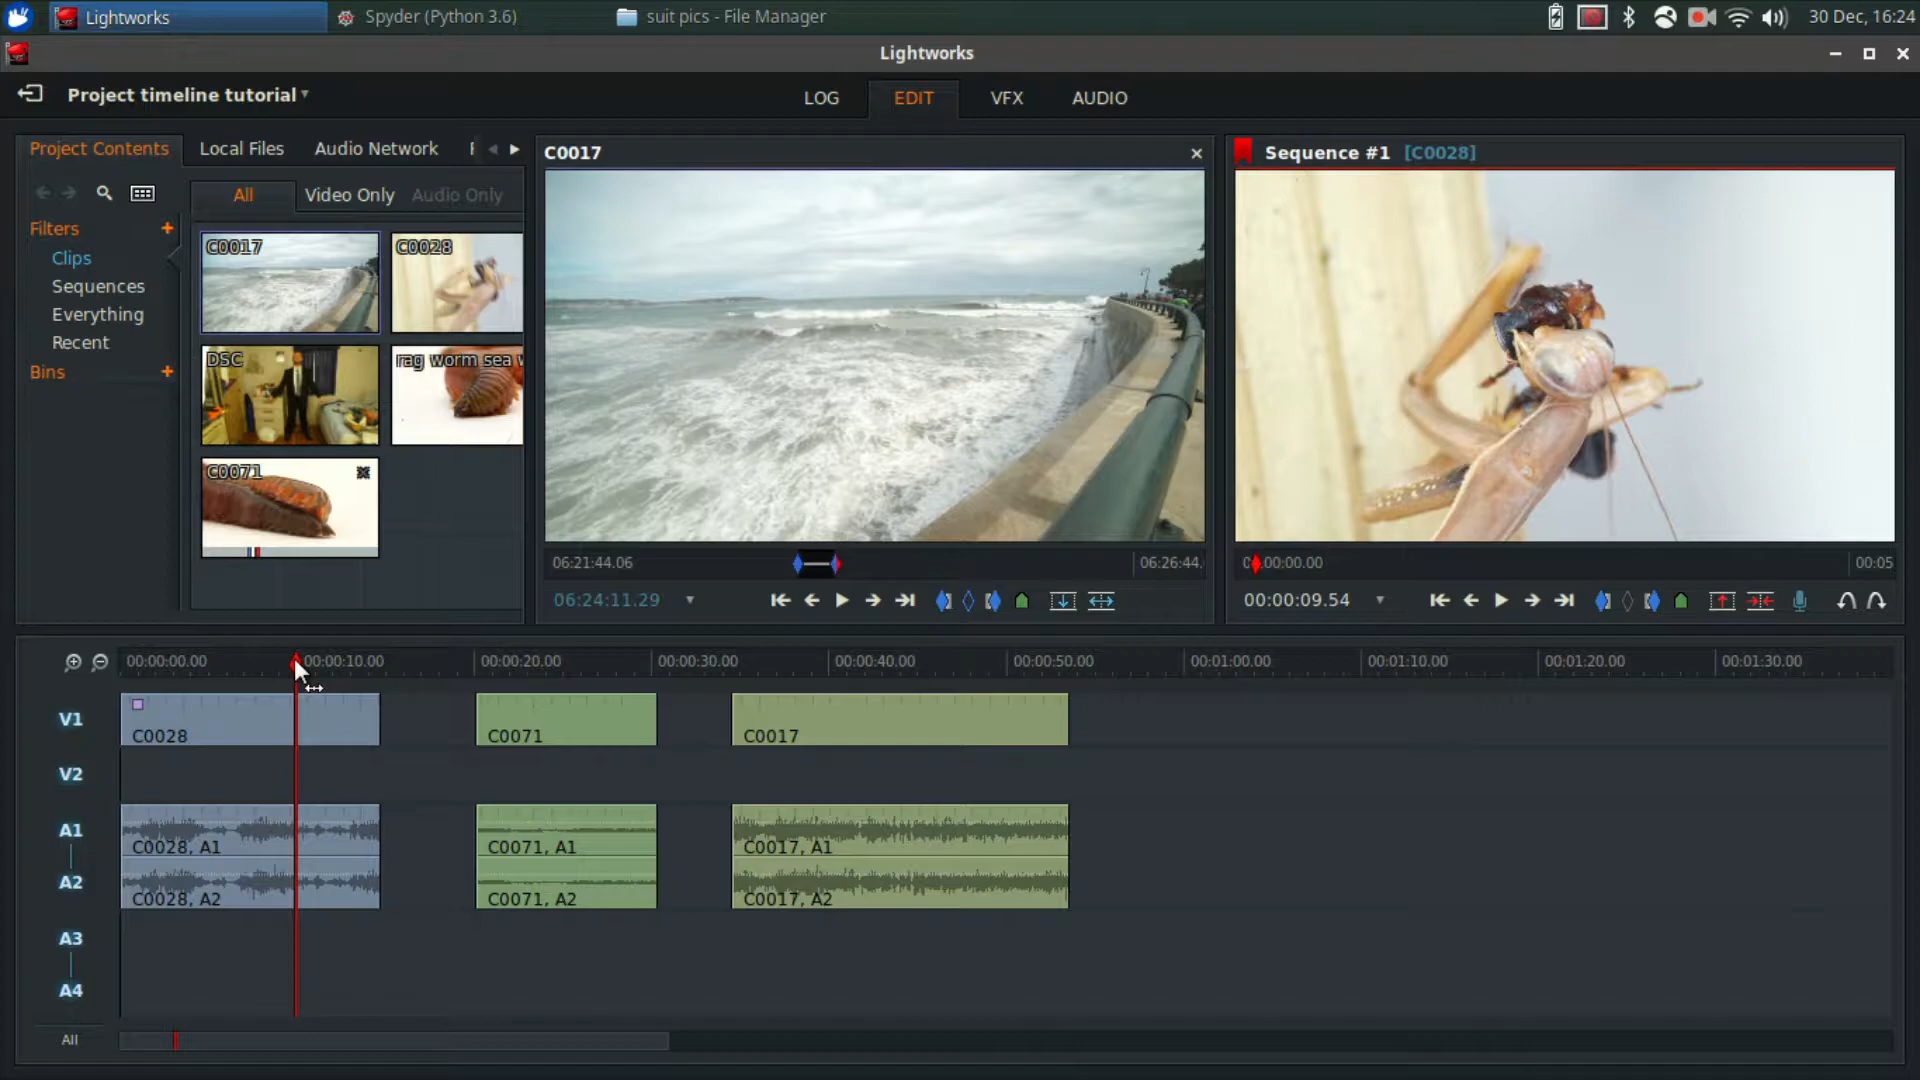 Lightworks
Spyder (Python 3.6)
suit pics - File Manager
30 Dec, 16:24
Lightworks
Project timeline tutorial
LOG
EDIT
VFX
AUDIO
Project Contents
Local Files
Audio Network
All
Video Only
Audio Only
Filters
Clips
Sequences
Everything
Recent
Bins
C0017
C0028
DSC
rag worm sea
C0071
C0017
06:21:44.06
06:26:44.
06:24:11.29
Sequence #1 [C0028]
00:00.00
00:05
00:00:09.54
00:00:00.00
00:00:10.00
00:00:20.00
00:00:30.00
00:00:40.00
00:00:50.00
00:01:00.00
00:01:10.00
00:01:20.00
00:01:30.00
V1
C0028
C0071
C0017
V2
A1
C0028, A1
C0071, A1
C0017, A1
A2
C0028, A2
C0071, A2
C0017, A2
A3
A4
All